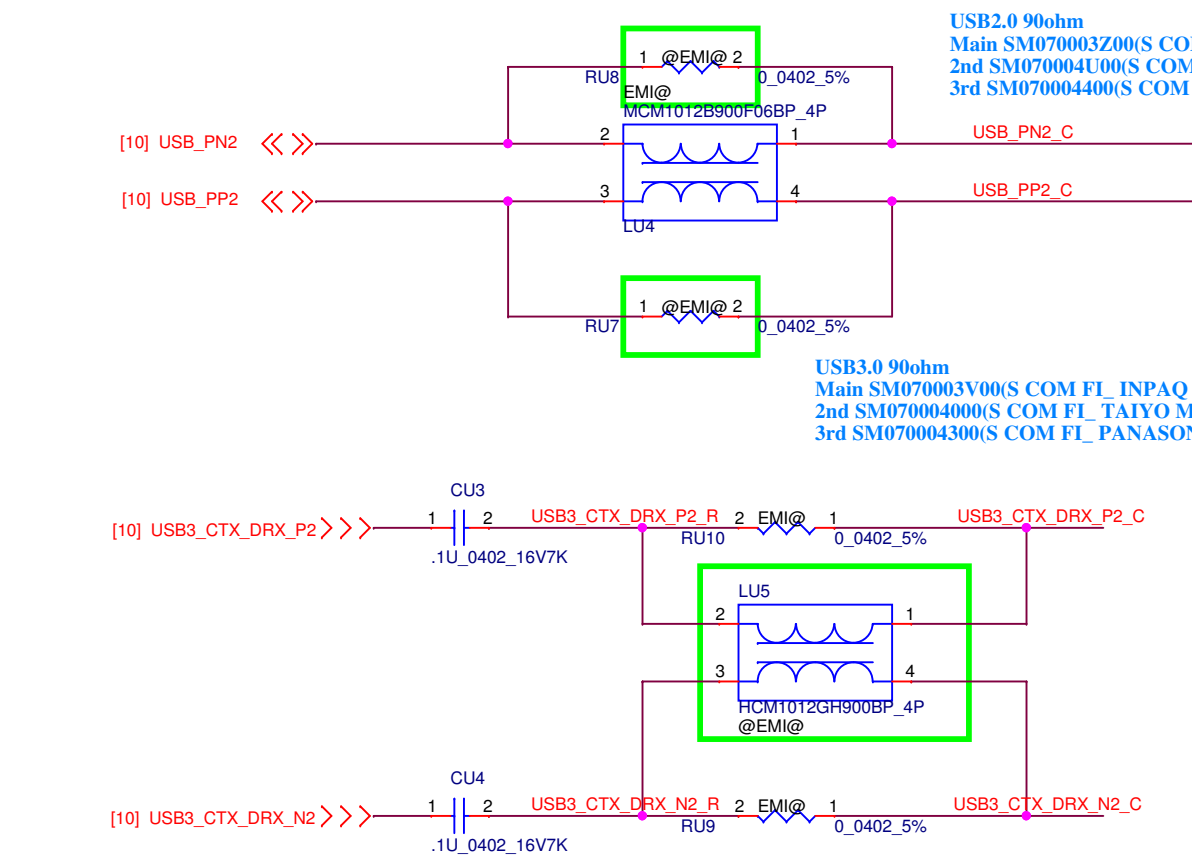 USB2.0 90ohm
Main SM070003Z00(S CO
2nd SM070004U00(S COM
3rd SM070004400(S COM
1 @EMI@ 2
RU8 0_0402_5%
EMI@
MCM1012B900F06BP_4P
[10] USB_PN2 2 1 USB_PN2_C
[10] USB_PP2 3 4 USB_PP2_C
LU4
1 @EMI@ 2
RU7 0_0402_5%
USB3.0 90ohm
Main SM070003V00(S COM FI_ INPAQ
2nd SM070004000(S COM FI_ TAIYO M
3rd SM070004300(S COM FI_ PANASON
CU3
[10] USB3_CTX_DRX_P2 1 2 USB3_CTX_DRX_P2_R 2 EMI@ 1 USB3_CTX_DRX_P2_C
RU10 0_0402_5%
.1U_0402_16V7K
LU5
2 1
3 4
HCM1012GH900BP_4P
@EMI@
CU4
[10] USB3_CTX_DRX_N2 1 2 USB3_CTX_DRX_N2_R 2 EMI@ 1 USB3_CTX_DRX_N2_C
RU9 0_0402_5%
.1U_0402_16V7K